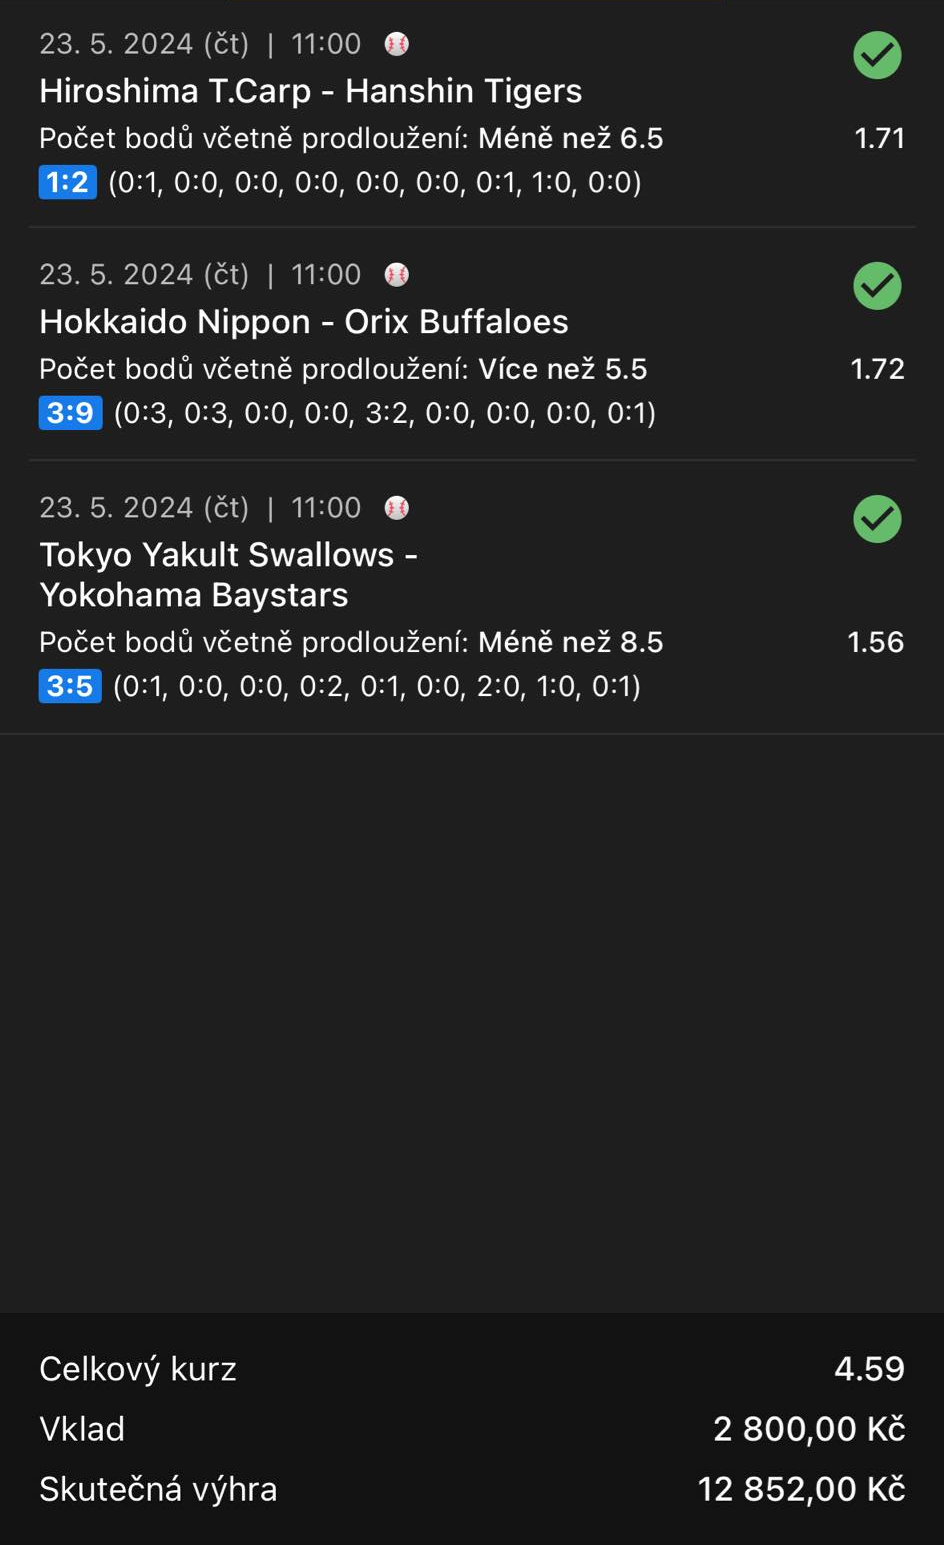 23. 5. 2024 (čt) | 11:00
Hiroshima T.Carp - Hanshin Tigers
Počet bodů včetně prodloužení: Méně než 6.5 1.71
1:2 (0:1, 0:0, 0:0, 0:0, 0:0, 0:0, 0:1, 1:0, 0:0)
23. 5. 2024 (čt) | 11:00
Hokkaido Nippon - Orix Buffaloes
Počet bodů včetně prodloužení: Více než 5.5 1.72
3:9 (0:3, 0:3, 0:0, 0:0, 3:2, 0:0, 0:0, 0:0, 0:1)
23. 5. 2024 (čt) | 11:00
Tokyo Yakult Swallows -
Yokohama Baystars
Počet bodů včetně prodloužení: Méně než 8.5 1.56
3:5 (0:1, 0:0, 0:0, 0:2, 0:1, 0:0, 2:0, 1:0, 0:1)
Celkový kurz 4.59
Vklad 2 800,00 Kč
Skutečná výhra 12 852,00 Kč